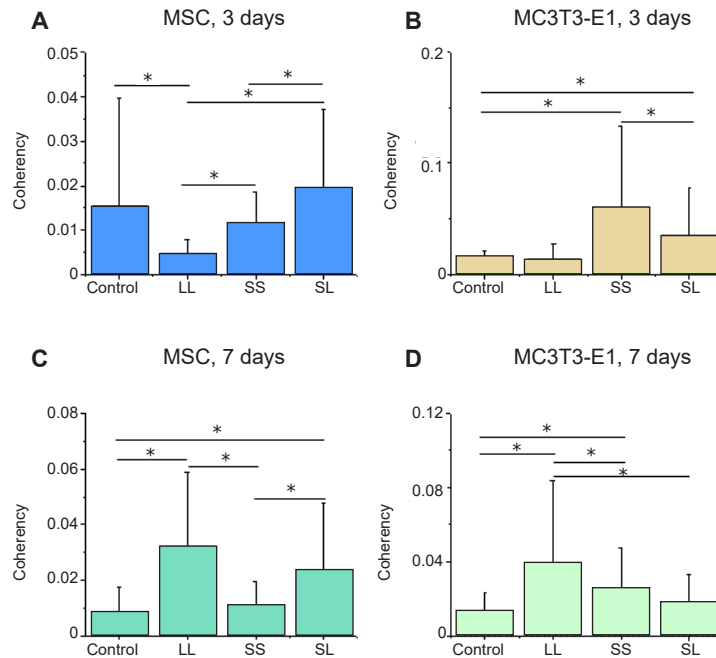 A
MSC, 3 days
0.05
0.04
0.03
0.02
0.01
0
Coherency
*
*
*
*
Control
LL
SS
SL
B
MC3T3-E1, 3 days
0.2
0.1
0
Coherency
*
*
*
Control
LL
SS
SL
C
MSC, 7 days
0.08
0.06
0.04
0.02
0
Coherency
*
*
*
*
Control
LL
SS
SL
D
MC3T3-E1, 7 days
0.12
0.08
0.04
0
Coherency
*
*
*
*
Control
LL
SS
SL